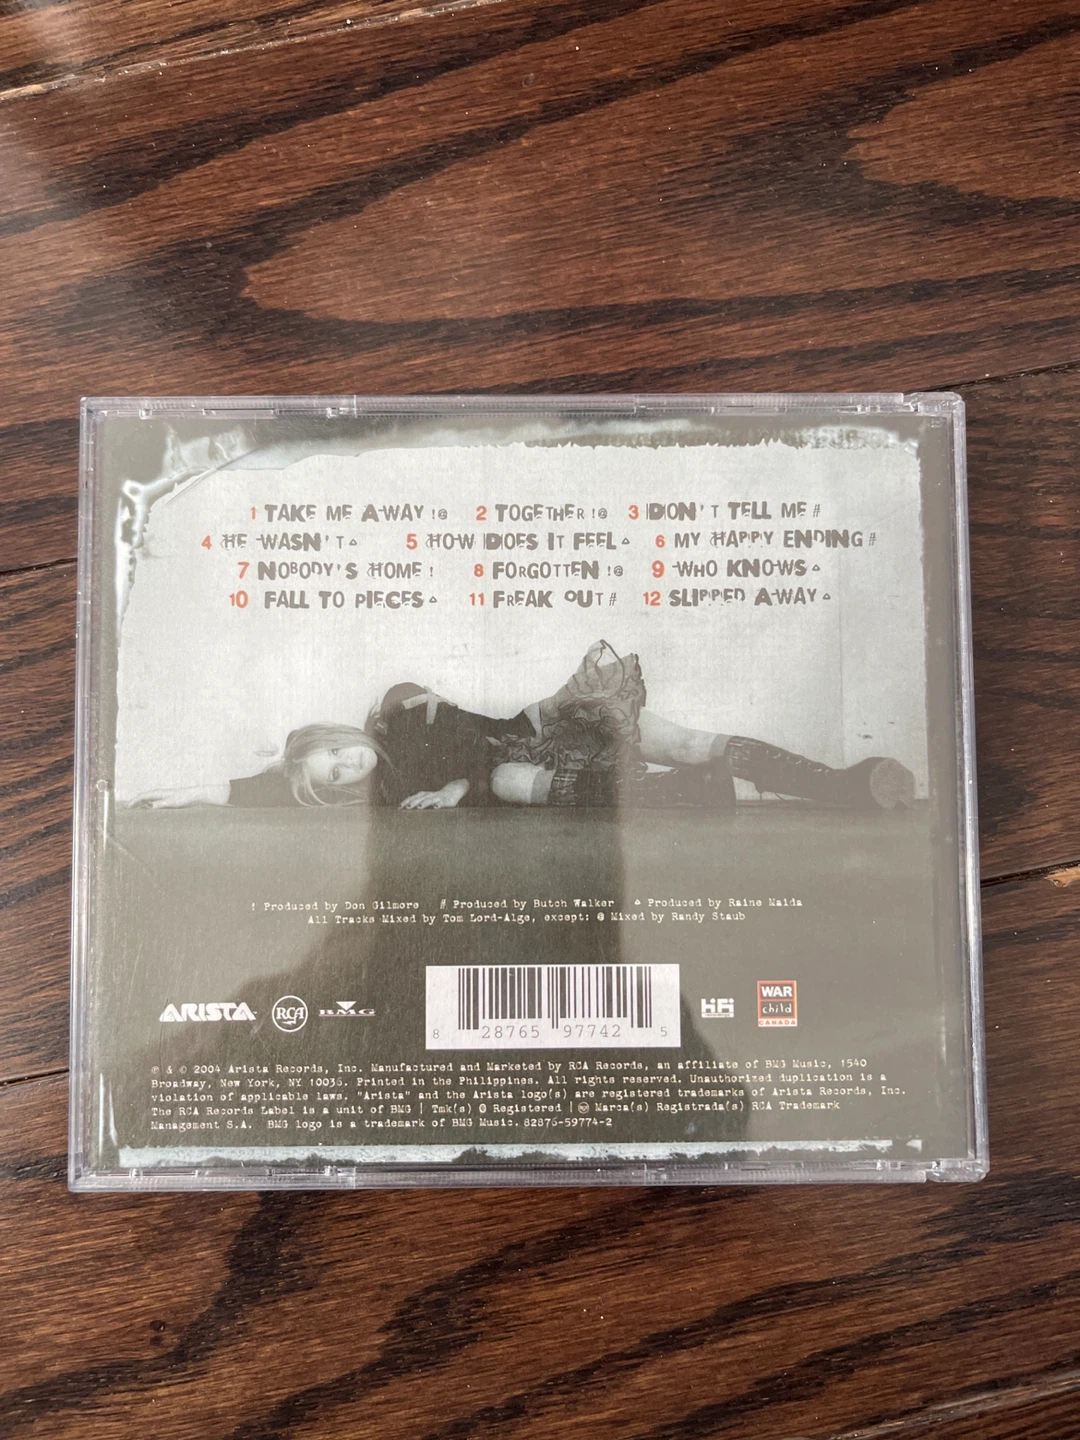 1 TAKE ME AWAY !@ 2 TOGETHER !@ 3 DON'T TELL ME #
4 HE WASN'T △ 5 HOW DOES IT FEEL △ 6 MY HAPPY ENDING #
7 NOBODY'S HOME ! 8 FORGOTTEN !@ 9 WHO KNOWS △
10 FALL TO PIECES △ 11 FREAK OUT # 12 SLIPPED AWAY △
! Produced by Don Gilmore # Produced by Butch Walker △ Produced by Raine Maida
All Tracks Mixed by Tom Lord-Alge, except: @ Mixed by Randy Staub
ARISTA RCA BMG 8 28765 97742 5 HiFi WAR child CANADA
℗ & © 2004 Arista Records, Inc. Manufactured and Marketed by RCA Records, an affiliate of BMG Music, 1540
Broadway, New York, NY 10036. Printed in the Philippines. All rights reserved. Unauthorized duplication is a
violation of applicable laws. "Arista" and the Arista logo(s) are registered trademarks of Arista Records, Inc.
The RCA Records Label is a unit of BMG | Tmk(s) ® Registered | Marca(s) Registrada(s) RCA Trademark
Management S.A. BMG logo is a trademark of BMG Music. 82876-59774-2